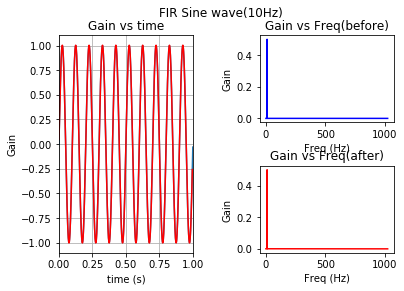 FIR Sine wave(10Hz)
Gain vs time
1.00
0.75
0.50
0.25
0.00
−0.25
−0.50
−0.75
−1.00
Gain
0.00 0.25 0.50 0.75 1.00
time (s)
Gain vs Freq(before)
0.4
0.2
0.0
Gain
0 500 1000
Freq (Hz)
Gain vs Freq(after)
0.4
0.2
0.0
Gain
0 500 1000
Freq (Hz)